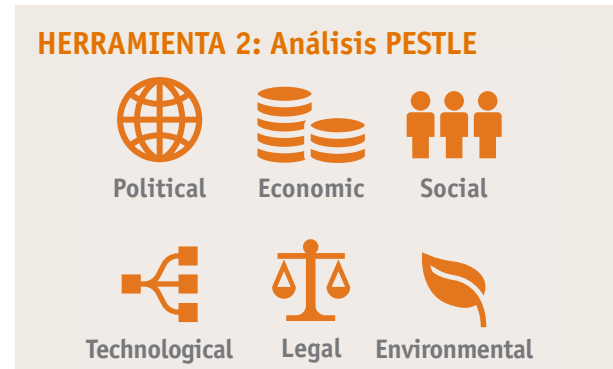 HERRAMIENTA 2: Análisis PESTLE
Political Economic Social
Technological Legal Environmental